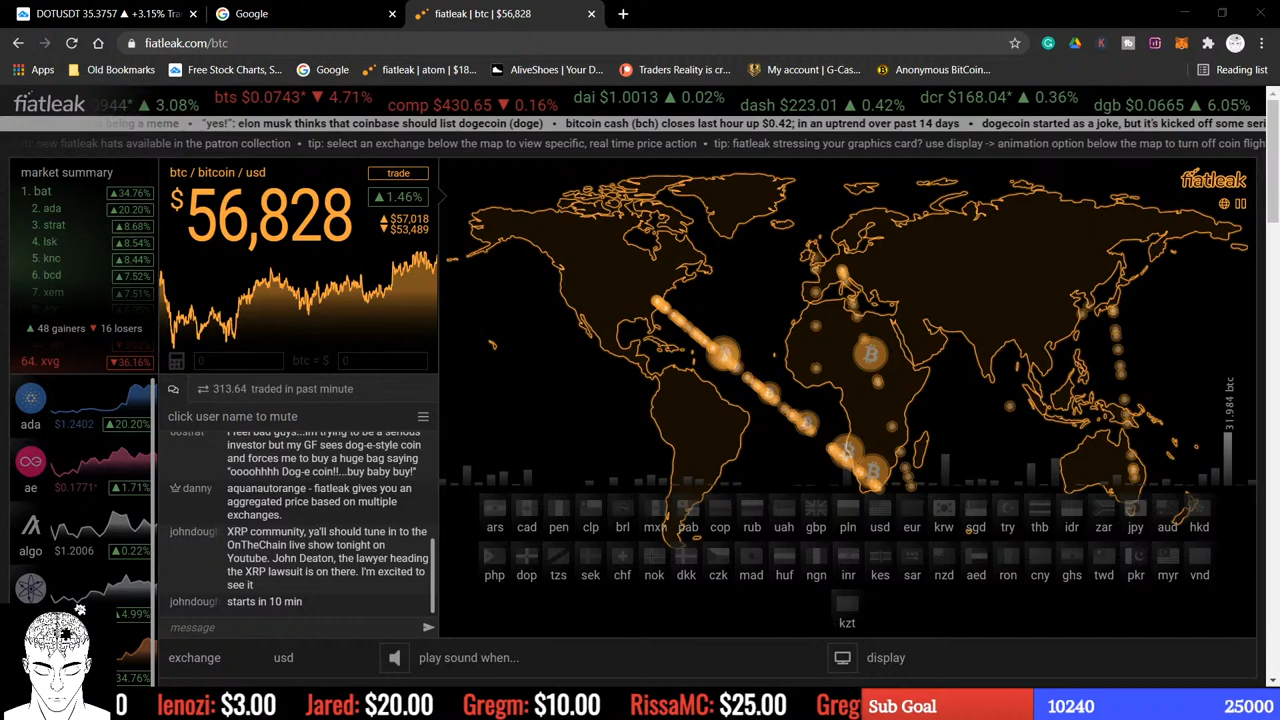 DOTUSDT 35.3757 ▲ +3.15%
Google
fiatleak | btc | $56,828
fiatleak.com/btc
Apps
Old Bookmarks
Free Stock Charts, S...
Google
fiatleak | atom | $18...
AliveShoes | Your D...
Traders Reality is cr...
My account | G-Cas...
Anonymous BitCoin...
Reading list
fiatleak
944* ▲ 3.08% bts $0.0743* ▼ 4.71% comp $430.65 ▼ 0.16% dai $1.0013 ▲ 0.02% dash $223.01 ▲ 0.42% dcr $168.04* ▲ 0.36% dgb $0.0665 ▲ 6.05%
being a meme • "yes!": elon musk thinks that coinbase should list dogecoin (doge) • bitcoin cash (bch) closes last hour up $0.42; in an uptrend over past 14 days • dogecoin started as a joke, but it's kicked off some seri
new fiatleak hats available in the patron collection • tip: select an exchange below the map to view specific, real time price action • tip: fiatleak stressing your graphics card? use display -> animation option below the map to turn off coin flight
market summary
1. bat ▲34.76%
2. ada ▲20.20%
3. strat ▲8.68%
4. lsk ▲8.54%
5. knc ▲8.44%
6. bcd ▲7.52%
7. xem ▲7.51%
▲ 48 gainers ▼ 16 losers
64. xvg ▼36.16%
ada $1.2402 ▲20.20%
ae $0.1771* ▲1.71%
algo $1.2006 ▲0.22%
▲4.99%
34.76%
btc / bitcoin / usd
trade
$56,828
▲1.46%
▲ $57,018
▼ $53,489
0 btc = $ 0
313.64 traded in past minute
click user name to mute
I feel bad guys...im trying to be a serious
investor but my GF sees dog-e-style coin
and forces me to buy a huge bag saying
"oooohhhh Dog-e coin!!...buy baby buy!"
danny aquanautorange - fiatleak gives you an
aggregated price based on multiple
exchanges.
johndough XRP community, ya'll should tune in to the
OnTheChain live show tonight on
Youtube. John Deaton, the lawyer heading
the XRP lawsuit is on there. I'm excited to
see it
johndough starts in 10 min
message
fiatleak
31.984 btc
ars cad pen clp brl mxn bab cop rub uah gbp pln usd eur krw sgd try thb idr zar jpy aud hkd
php dop tzs sek chf nok dkk czk mad huf ngn inr kes sar nzd aed ron cny ghs twd pkr myr vnd
kzt
exchange usd play sound when... display
0 lenozi: $3.00 Jared: $20.00 Gregm: $10.00 RissaMC: $25.00 Greg
Sub Goal 10240 25000